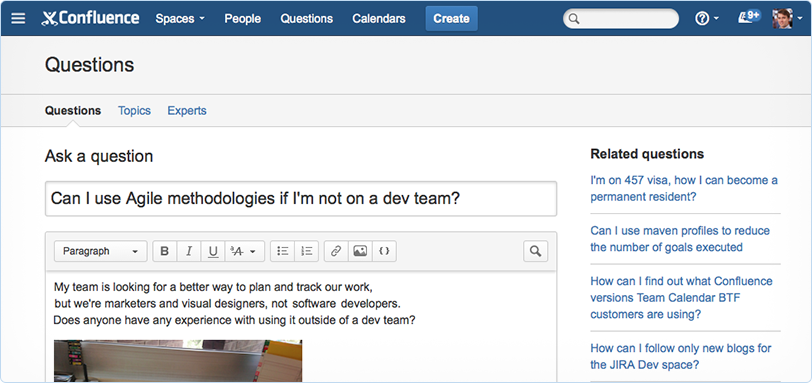 Confluence Spaces People Questions Calendars Create 9+
Questions
Questions Topics Experts
Ask a question
Can I use Agile methodologies if I'm not on a dev team?
Paragraph B I U A
My team is looking for a better way to plan and track our work,
but we're marketers and visual designers, not software developers.
Does anyone have any experience with using it outside of a dev team?
Related questions
I'm on 457 visa, how I can become a
permanent resident?
Can I use maven profiles to reduce
the number of goals executed
How can I find out what Confluence
versions Team Calendar BTF
customers are using?
How can I follow only new blogs for
the JIRA Dev space?